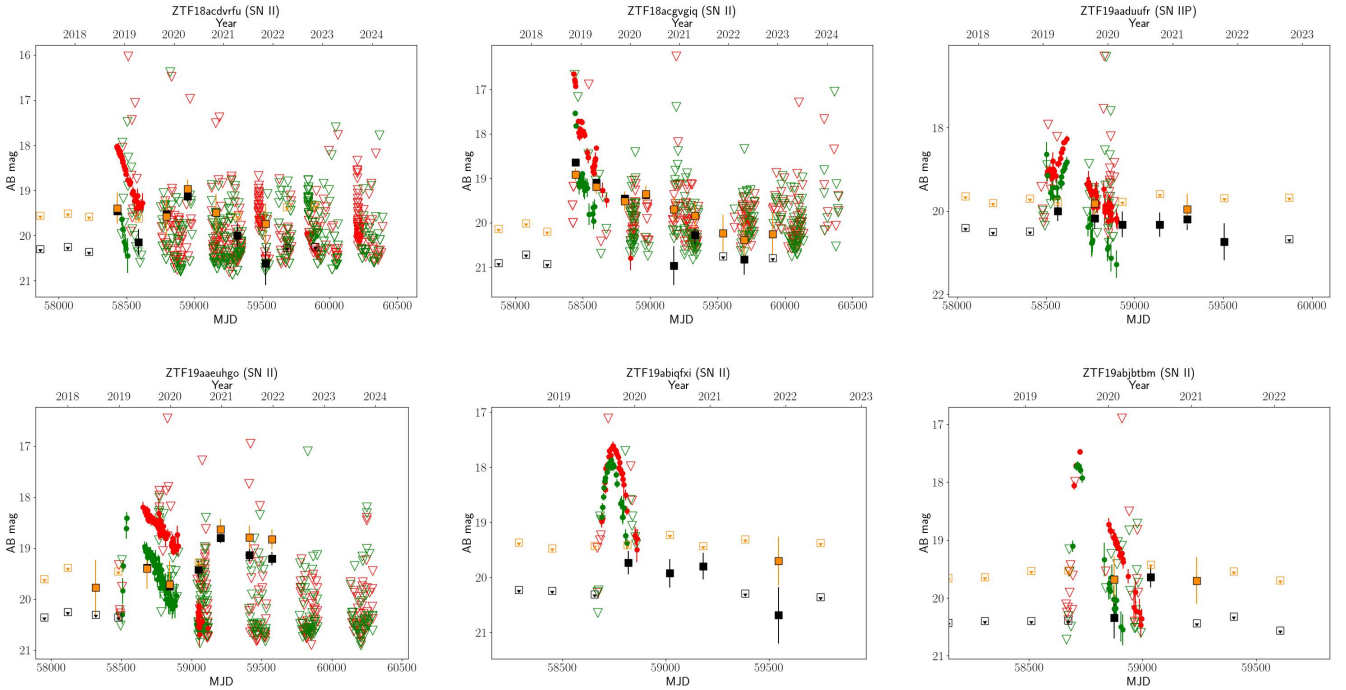 ZTF18acdvrfu (SN II)
Year
2018 2019 2020 2021 2022 2023 2024
AB mag
16
17
18
19
20
21
58000 58500 59000 59500 60000 60500
MJD
ZTF18acgvgiq (SN II)
Year
2018 2019 2020 2021 2022 2023 2024
AB mag
17
18
19
20
21
58000 58500 59000 59500 60000 60500
MJD
ZTF19aaduufr (SN IIP)
Year
2018 2019 2020 2021 2022 2023
AB mag
18
20
22
58000 58500 59000 59500 60000
MJD
ZTF19aaeuhgo (SN II)
Year
2018 2019 2020 2021 2022 2023 2024
AB mag
17
18
19
20
21
58000 58500 59000 59500 60000 60500
MJD
ZTF19abiqfxi (SN II)
Year
2019 2020 2021 2022 2023
AB mag
17
18
19
20
21
58500 59000 59500
MJD
ZTF19abjbtbm (SN II)
Year
2019 2020 2021 2022
AB mag
17
18
19
20
21
58500 59000 59500
MJD